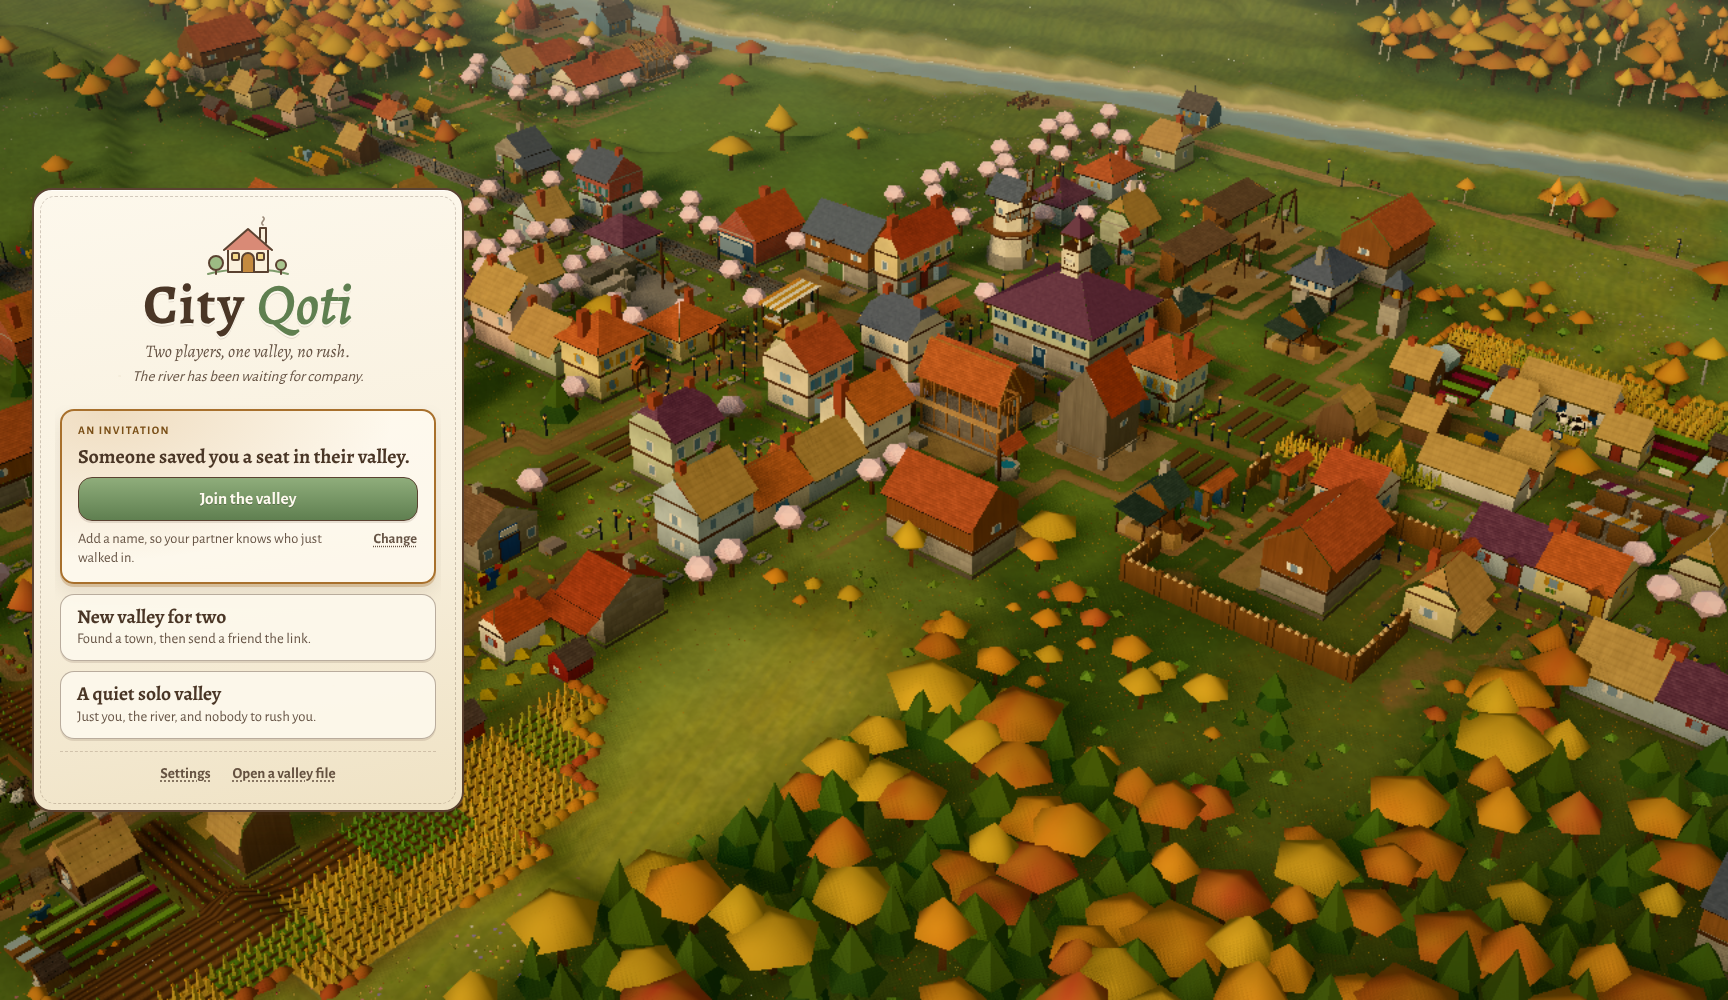 City Qoti
Two players, one valley, no rush.
The river has been waiting for company.
AN INVITATION
Someone saved you a seat in their valley.
Join the valley
Add a name, so your partner knows who just
walked in.
Change
New valley for two
Found a town, then send a friend the link.
A quiet solo valley
Just you, the river, and nobody to rush you.
Settings
Open a valley file